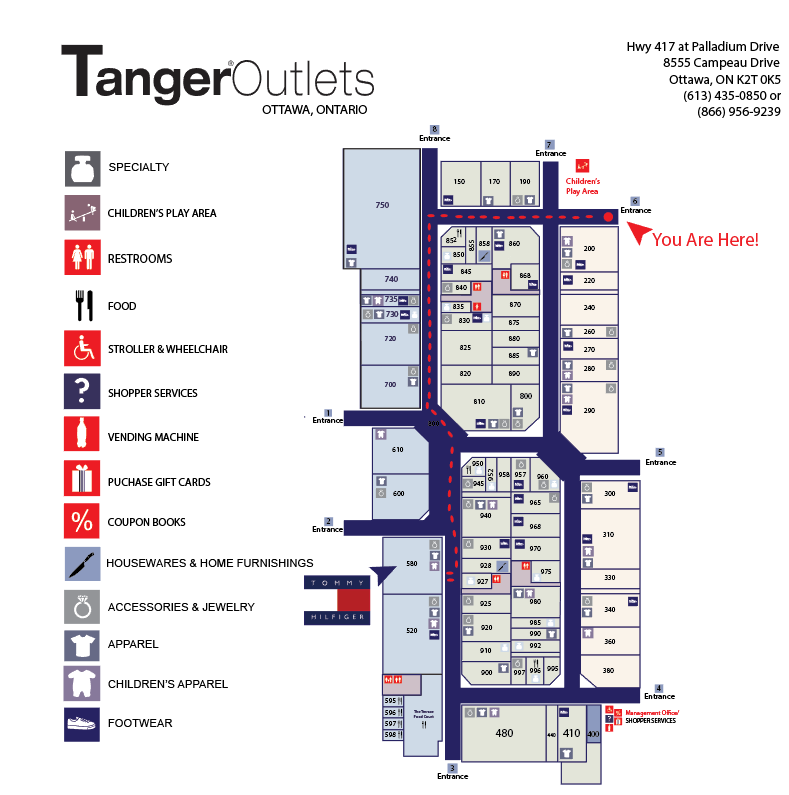 Tanger®Outlets
OTTAWA, ONTARIO
Hwy 417 at Palladium Drive
8555 Campeau Drive
Ottawa, ON K2T 0K5
(613) 435-0850 or
(866) 956-9239
SPECIALTY
CHILDREN'S PLAY AREA
RESTROOMS
FOOD
STROLLER & WHEELCHAIR
SHOPPER SERVICES
VENDING MACHINE
PUCHASE GIFT CARDS
COUPON BOOKS
HOUSEWARES & HOME FURNISHINGS
ACCESSORIES & JEWELRY
APPAREL
CHILDREN'S APPAREL
FOOTWEAR
8
Entrance
7
Entrance
Children's
Play Area
6
Entrance
You Are Here!
150
170
190
750
740
735
730
720
700
852
855
858
860
850
845
868
840
835
870
830
875
825
880
885
820
890
810
800
200
220
240
260
270
280
290
1
Entrance
2
Entrance
5
Entrance
610
600
580
520
TOMMY
HILFIGER
950
952
958
957
960
945
965
940
968
930
970
928
975
927
925
980
920
985
990
910
992
900
997
996
995
300
310
330
340
360
380
4
Entrance
595
596
597
598
The Terrace
Food Court
3
Entrance
480
440
410
400
Management Office/
SHOPPER SERVICES